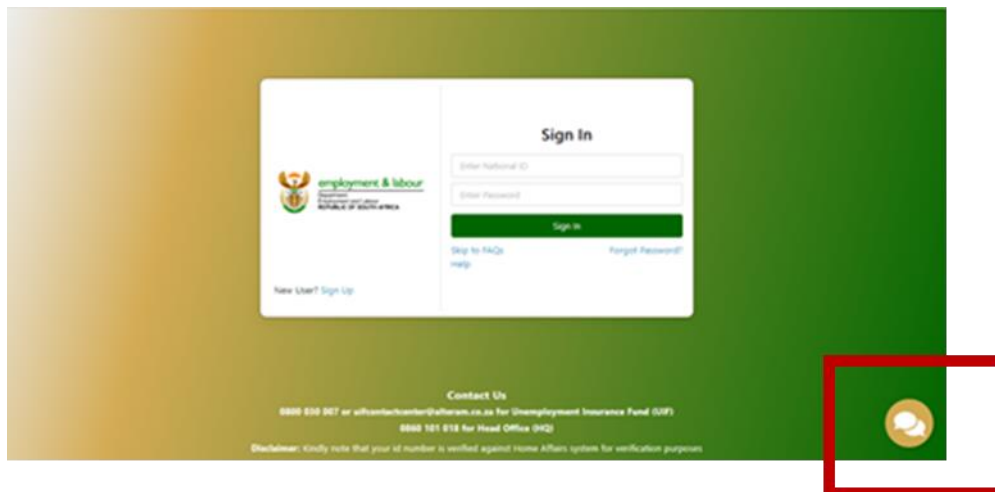 Sign In
Enter National ID
Enter Password
Sign In
Skip to FAQs
Forgot Password?
Help
employment & labour
Department:
Employment and Labour
REPUBLIC OF SOUTH AFRICA
New User? Sign Up
Contact Us
0800 030 007 or uifcontactcenter@alteram.co.za for Unemployment Insurance Fund (UIF)
0860 101 018 for Head Office (HQ)
Disclaimer: Kindly note that your id number is verified against Home Affairs system for verification purposes